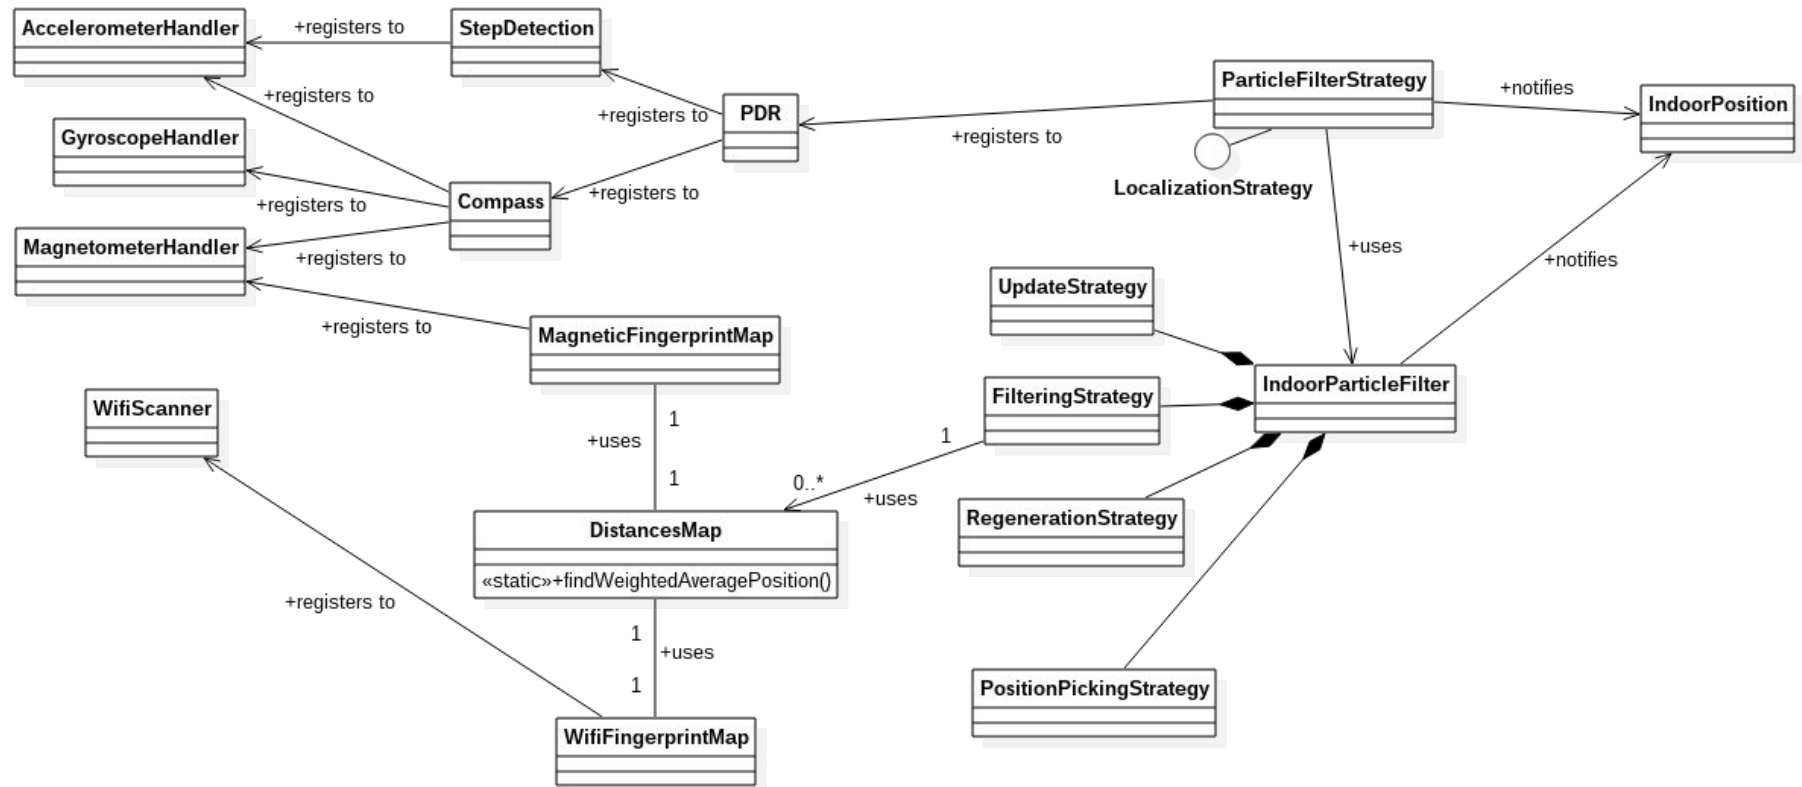 AccelerometerHandler
+registers to
StepDetection
+registers to
GyroscopeHandler
+registers to
PDR
+registers to
ParticleFilterStrategy
+notifies
IndoorPosition
LocalizationStrategy
+registers to
Compass
+registers to
MagnetometerHandler
+registers to
+uses
+notifies
+registers to
MagneticFingerprintMap
UpdateStrategy
IndoorParticleFilter
FilteringStrategy
WifiScanner
1
+uses
1
1
0..*
+uses
DistancesMap
«static»+findWeightedAveragePosition()
RegenerationStrategy
+registers to
1
+uses
1
PositionPickingStrategy
WifiFingerprintMap